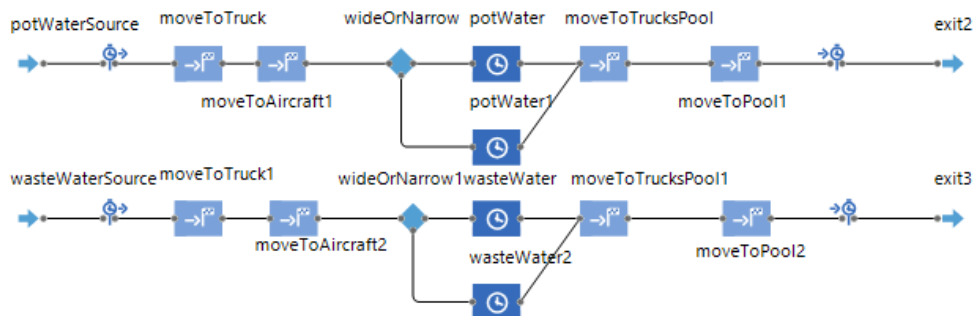 potWaterSource moveToTruck wideOrNarrow potWater moveToTrucksPool exit2
moveToAircraft1 potWater1 moveToPool1
wasteWaterSource moveToTruck1 wideOrNarrow1 wasteWater moveToTrucksPool1 exit3
moveToAircraft2 wasteWater2 moveToPool2